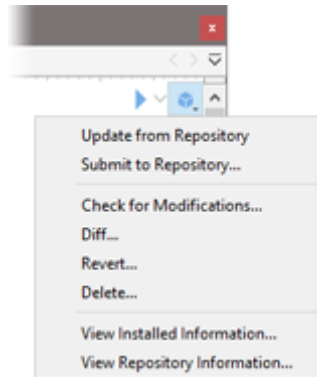 Update from Repository
Submit to Repository...
Check for Modifications...
Diff...
Revert...
Delete...
View Installed Information...
View Repository Information...